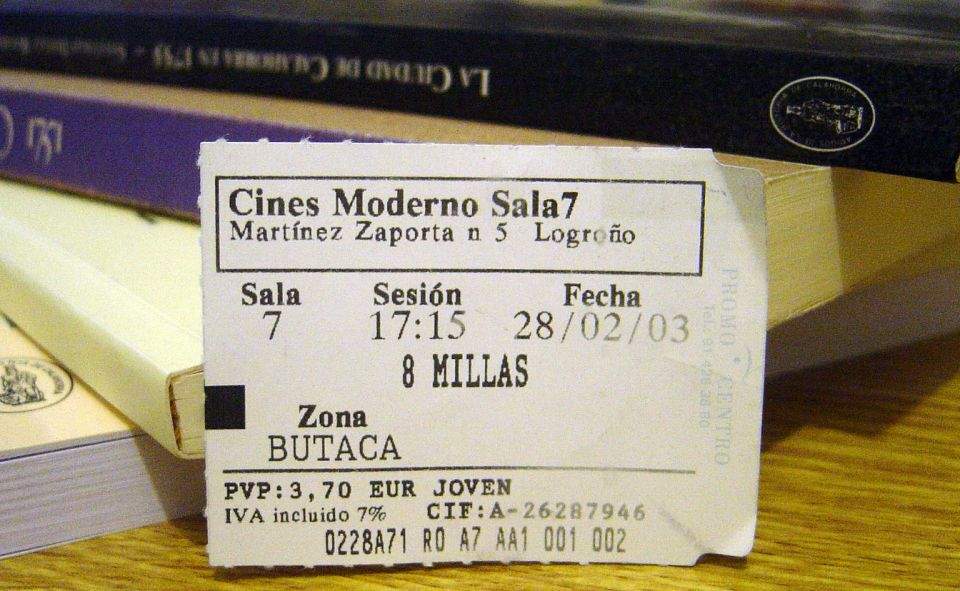 LA CIUDAD DE CALAHORRA EN 1753
Cines Moderno Sala7
Martínez Zaporta n 5 Logroño
Sala Sesión Fecha
7 17:15 28/02/03
8 MILLAS
Zona
BUTACA
PVP:3,70 EUR JOVEN
IVA incluido 7% CIF:A-26287946
0228A71 R0 A7 AA1 001 002
PROMO CENTRO